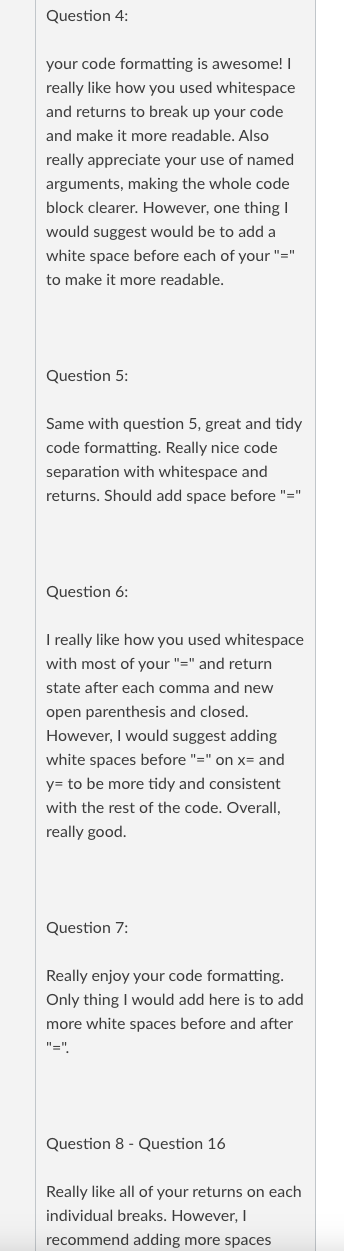 Question 4:
your code formatting is awesome! I
really like how you used whitespace
and returns to break up your code
and make it more readable. Also
really appreciate your use of named
arguments, making the whole code
block clearer. However, one thing I
would suggest would be to add a
white space before each of your "="
to make it more readable.
Question 5:
Same with question 5, great and tidy
code formatting. Really nice code
separation with whitespace and
returns. Should add space before "="
Question 6:
I really like how you used whitespace
with most of your "=" and return
state after each comma and new
open parenthesis and closed.
However, I would suggest adding
white spaces before "=" on x= and
y= to be more tidy and consistent
with the rest of the code. Overall,
really good.
Question 7:
Really enjoy your code formatting.
Only thing I would add here is to add
more white spaces before and after
"=".
Question 8 - Question 16
Really like all of your returns on each
individual breaks. However, I
recommend adding more spaces